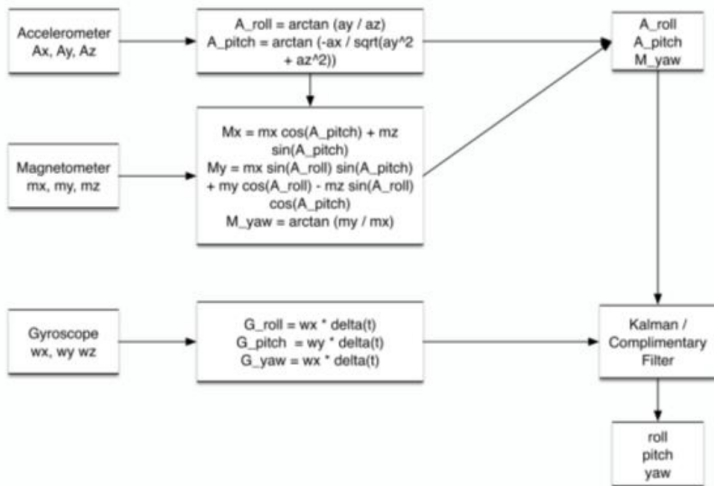 Accelerometer
Ax, Ay, Az
A_roll = arctan (ay / az)
A_pitch = arctan (-ax / sqrt(ay^2
+ az^2))
A_roll
A_pitch
M_yaw
Magnetometer
mx, my, mz
Mx = mx cos(A_pitch) + mz
sin(A_pitch)
My = mx sin(A_roll) sin(A_pitch)
+ my cos(A_roll) - mz sin(A_roll)
cos(A_pitch)
M_yaw = arctan (my / mx)
Gyroscope
wx, wy wz
G_roll = wx * delta(t)
G_pitch = wy * delta(t)
G_yaw = wx * delta(t)
Kalman /
Complimentary
Filter
roll
pitch
yaw